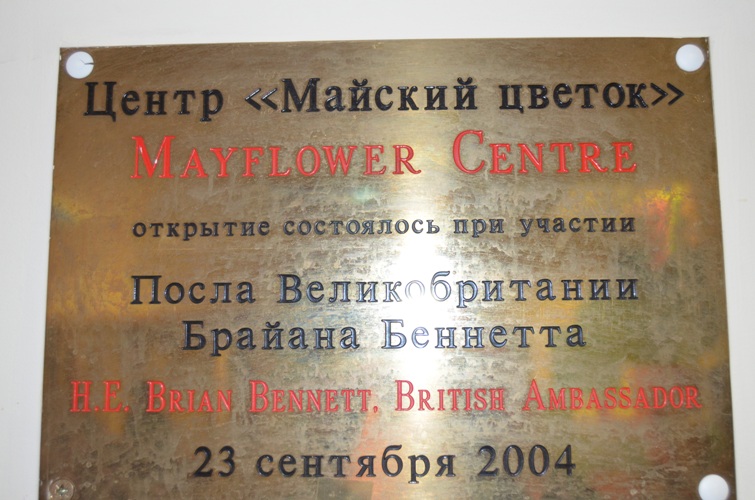 Центр «Майский цветок»
MAYFLOWER CENTRE
открытие состоялось при участии
Посла Великобритании
Брайана Беннетта
H.E. BRIAN BENNETT, BRITISH AMBASSADOR
23 сентября 2004